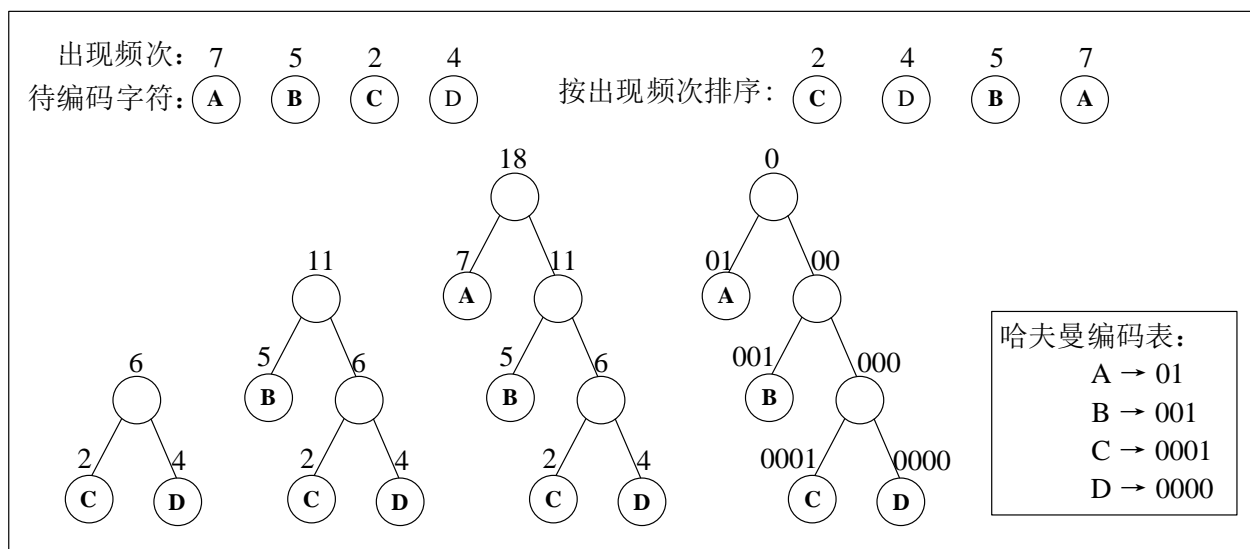 出现频次: 7 5 2 4
待编码字符: A B C D
2 4 5 7
按出现频次排序: C D B A
18 0
11 7 11 01 00
A A
6 5 6 5 6 001 000
B B B
2 4 2 4 2 4 0001 0000
C D C D C D C D
哈夫曼编码表:
A → 01
B → 001
C → 0001
D → 0000